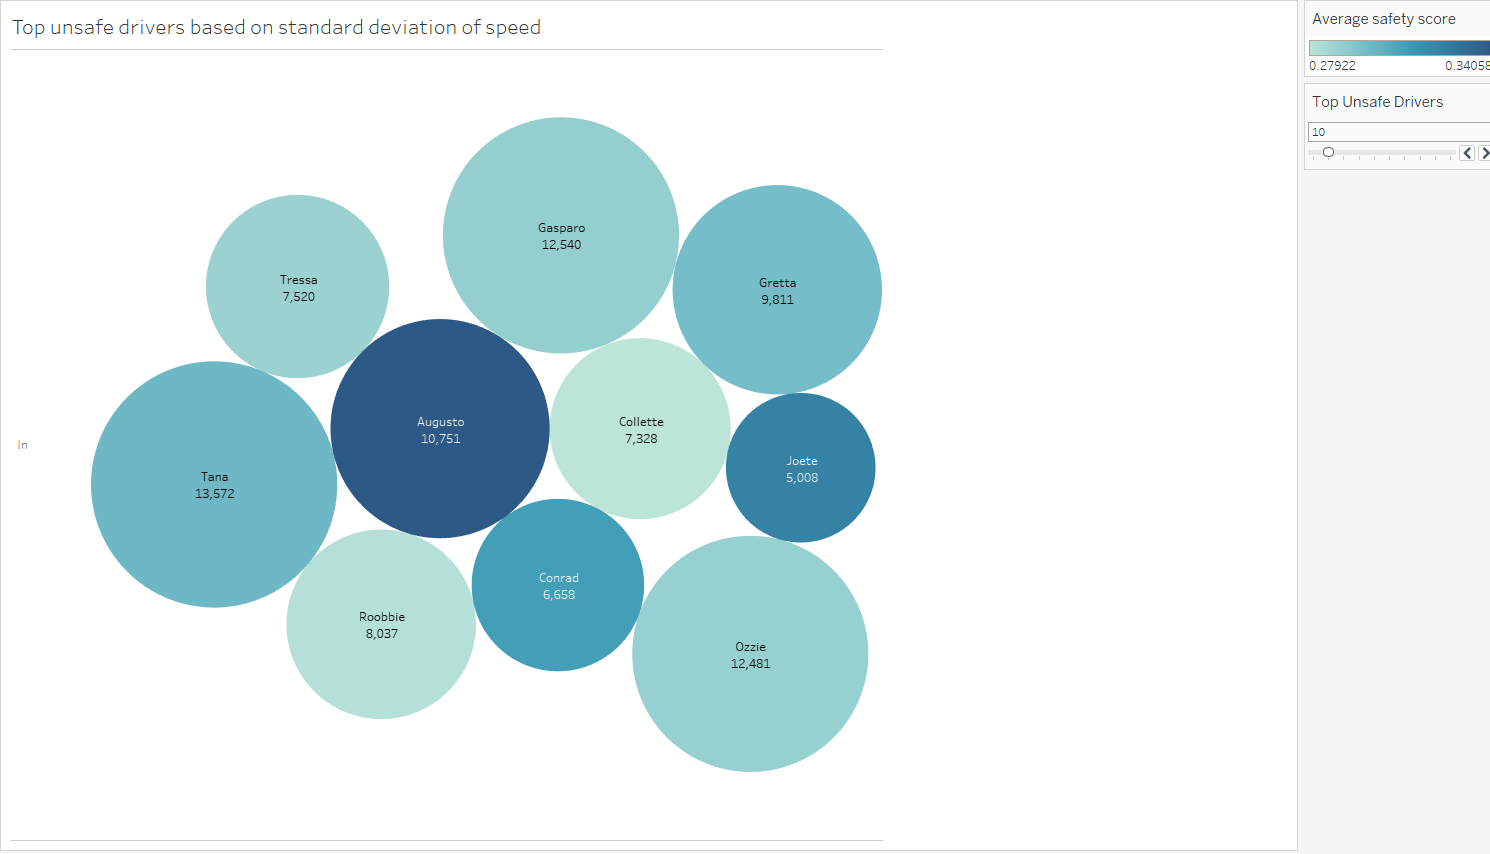 Top unsafe drivers based on standard deviation of speed
Average safety score
0.27922
0.34058
Top Unsafe Drivers
10
Gasparo
12,540
Tressa
7,520
Gretta
9,811
Augusto
10,751
Collette
7,328
In
Joete
5,008
Tana
13,572
Conrad
6,658
Roobbie
8,037
Ozzie
12,481